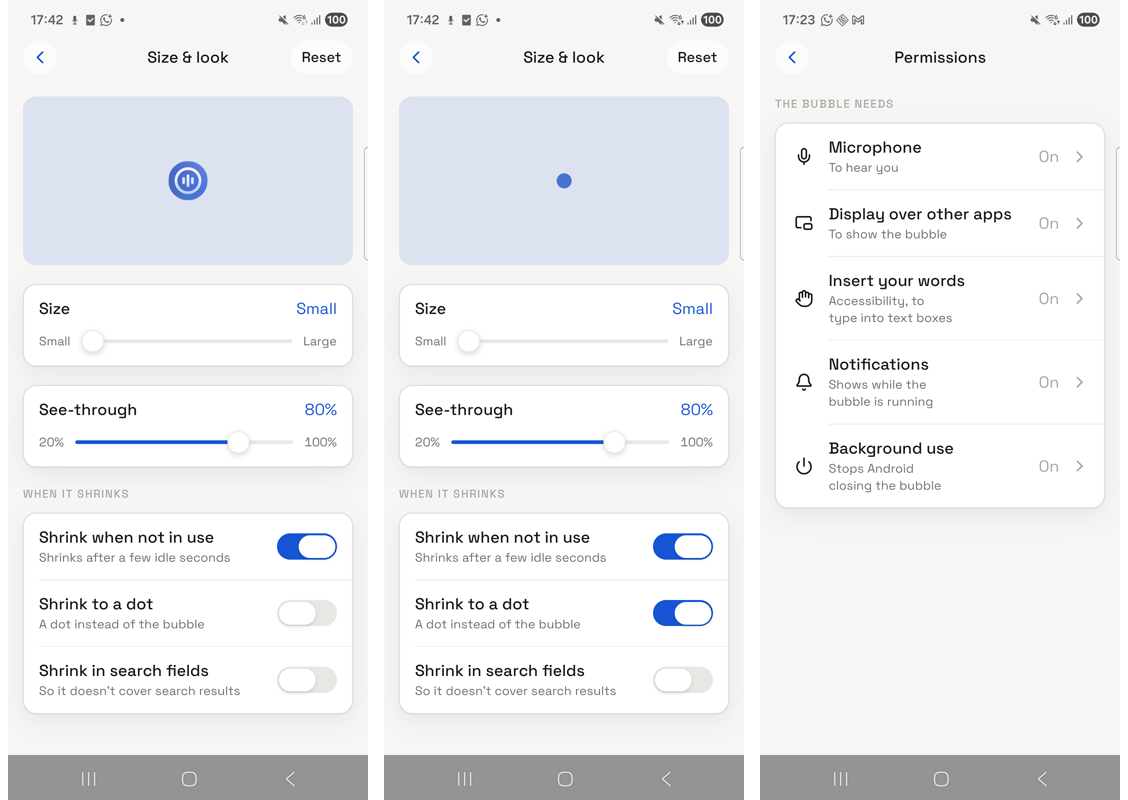 17:42
100
Size & look
Reset
Size
Small
Small
Large
See-through
80%
20%
100%
WHEN IT SHRINKS
Shrink when not in use
Shrinks after a few idle seconds
Shrink to a dot
A dot instead of the bubble
Shrink in search fields
So it doesn't cover search results
17:42
100
Size & look
Reset
Size
Small
Small
Large
See-through
80%
20%
100%
WHEN IT SHRINKS
Shrink when not in use
Shrinks after a few idle seconds
Shrink to a dot
A dot instead of the bubble
Shrink in search fields
So it doesn't cover search results
17:23
100
Permissions
THE BUBBLE NEEDS
Microphone
To hear you
On
Display over other apps
To show the bubble
On
Insert your words
Accessibility, to
type into text boxes
On
Notifications
Shows while the
bubble is running
On
Background use
Stops Android
closing the bubble
On